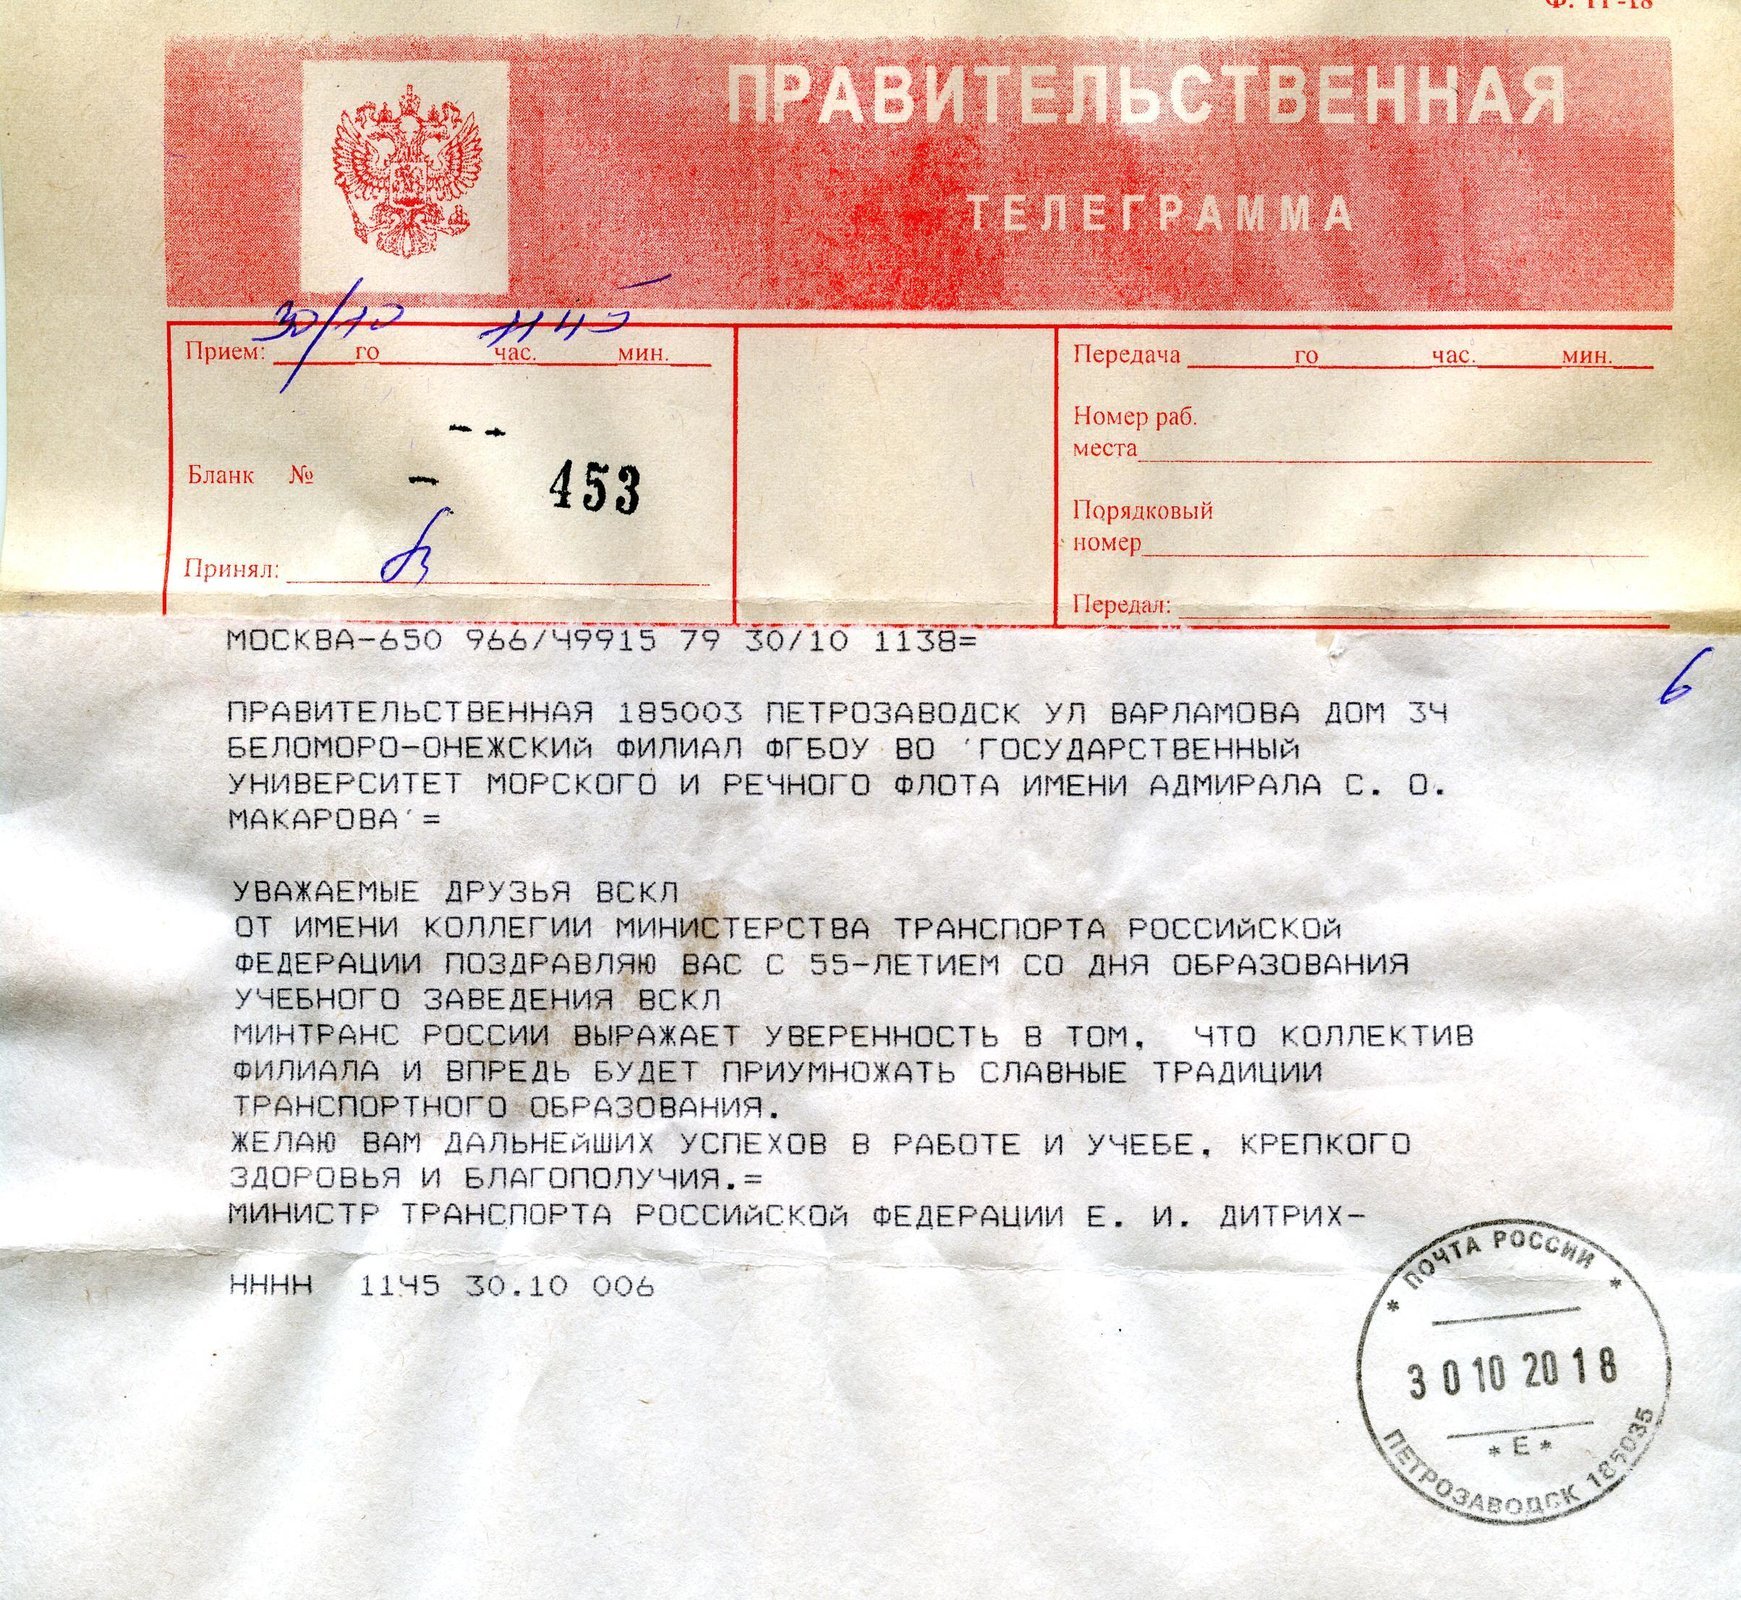 ПРАВИТЕЛЬСТВЕННАЯ
ТЕЛЕГРАММА
30/10 11 45
Прием: го час. мин.
Бланк № 453
Принял:
Передача го час. мин.
Номер раб.
места
Порядковый
номер
Передал:
МОСКВА-650 966/49915 79 30/10 1138=
6
ПРАВИТЕЛЬСТВЕННАЯ 185003 ПЕТРОЗАВОДСК УЛ ВАРЛАМОВА ДОМ 34
БЕЛОМОРО-ОНЕЖСКИЙ ФИЛИАЛ ФГБОУ ВО 'ГОСУДАРСТВЕННЫЙ
УНИВЕРСИТЕТ МОРСКОГО И РЕЧНОГО ФЛОТА ИМЕНИ АДМИРАЛА С. О.
МАКАРОВА'=
УВАЖАЕМЫЕ ДРУЗЬЯ ВСКЛ
ОТ ИМЕНИ КОЛЛЕГИИ МИНИСТЕРСТВА ТРАНСПОРТА РОССИЙСКОЙ
ФЕДЕРАЦИИ ПОЗДРАВЛЯЮ ВАС С 55-ЛЕТИЕМ СО ДНЯ ОБРАЗОВАНИЯ
УЧЕБНОГО ЗАВЕДЕНИЯ ВСКЛ
МИНТРАНС РОССИИ ВЫРАЖАЕТ УВЕРЕННОСТЬ В ТОМ, ЧТО КОЛЛЕКТИВ
ФИЛИАЛА И ВПРЕДЬ БУДЕТ ПРИУМНОЖАТЬ СЛАВНЫЕ ТРАДИЦИИ
ТРАНСПОРТНОГО ОБРАЗОВАНИЯ.
ЖЕЛАЮ ВАМ ДАЛЬНЕЙШИХ УСПЕХОВ В РАБОТЕ И УЧЕБЕ, КРЕПКОГО
ЗДОРОВЬЯ И БЛАГОПОЛУЧИЯ.=
МИНИСТР ТРАНСПОРТА РОССИЙСКОЙ ФЕДЕРАЦИИ Е. И. ДИТРИХ-
НННН 1145 30.10 006
* ПОЧТА РОССИИ *
30 10 20 18
* Е *
ПЕТРОЗАВОДСК 185035